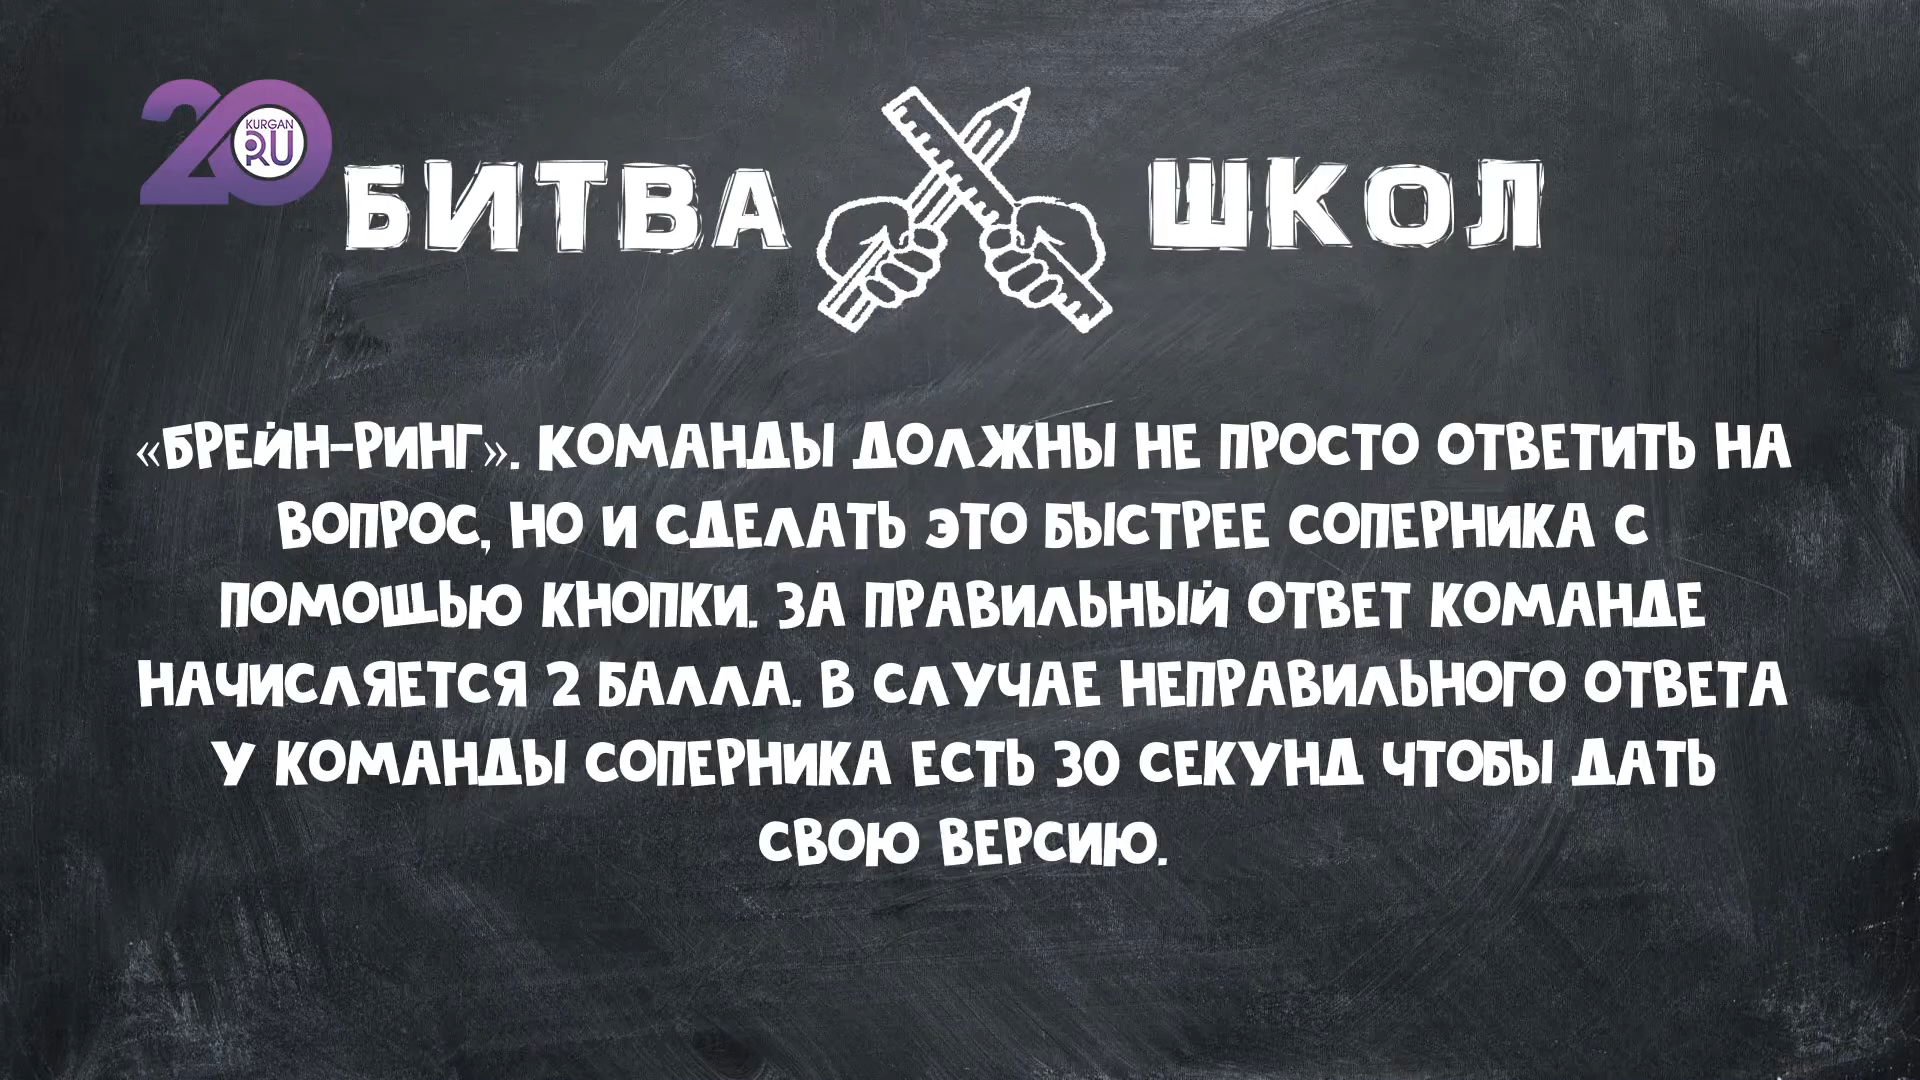 20
KURGAN
RU
БИТВА ШКОЛ
«БРЕЙН-РИНГ». КОМАНДЫ ДОЛЖНЫ НЕ ПРОСТО ОТВЕТИТЬ НА
ВОПРОС, НО И СДЕЛАТЬ ЭТО БЫСТРЕЕ СОПЕРНИКА С
ПОМОЩЬЮ КНОПКИ. ЗА ПРАВИЛЬНЫЙ ОТВЕТ КОМАНДЕ
НАЧИСЛЯЕТСЯ 2 БАЛЛА. В СЛУЧАЕ НЕПРАВИЛЬНОГО ОТВЕТА
У КОМАНДЫ СОПЕРНИКА ЕСТЬ 30 СЕКУНД ЧТОБЫ ДАТЬ
СВОЮ ВЕРСИЮ.